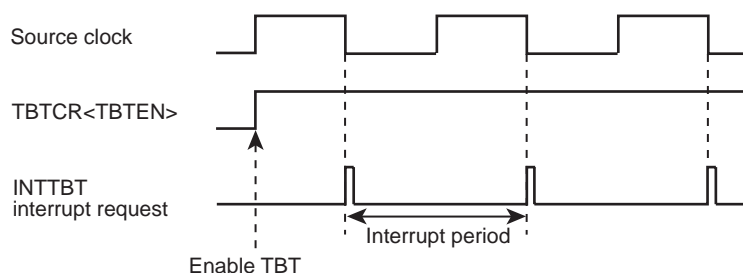 Source clock
TBTCR<TBTEN>
INTTBT
interrupt request
Interrupt period
Enable TBT